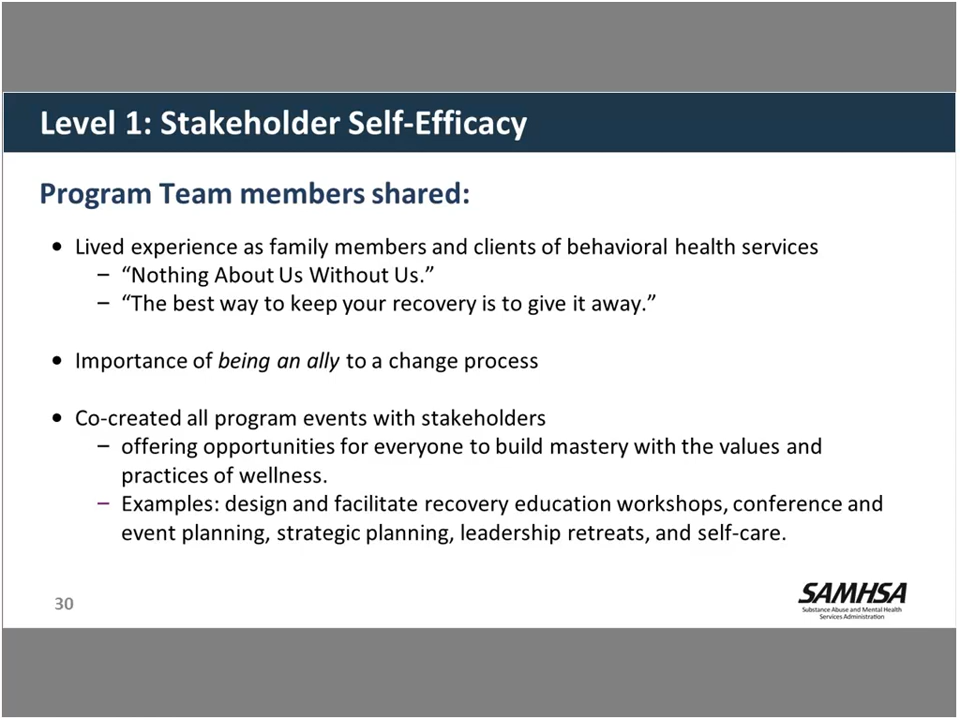 Level 1: Stakeholder Self-Efficacy
Program Team members shared:
• Lived experience as family members and clients of behavioral health services
– “Nothing About Us Without Us.”
– “The best way to keep your recovery is to give it away.”
• Importance of being an ally to a change process
• Co-created all program events with stakeholders
– offering opportunities for everyone to build mastery with the values and
practices of wellness.
– Examples: design and facilitate recovery education workshops, conference and
event planning, strategic planning, leadership retreats, and self-care.
30
SAMHSA
Substance Abuse and Mental Health
Services Administration